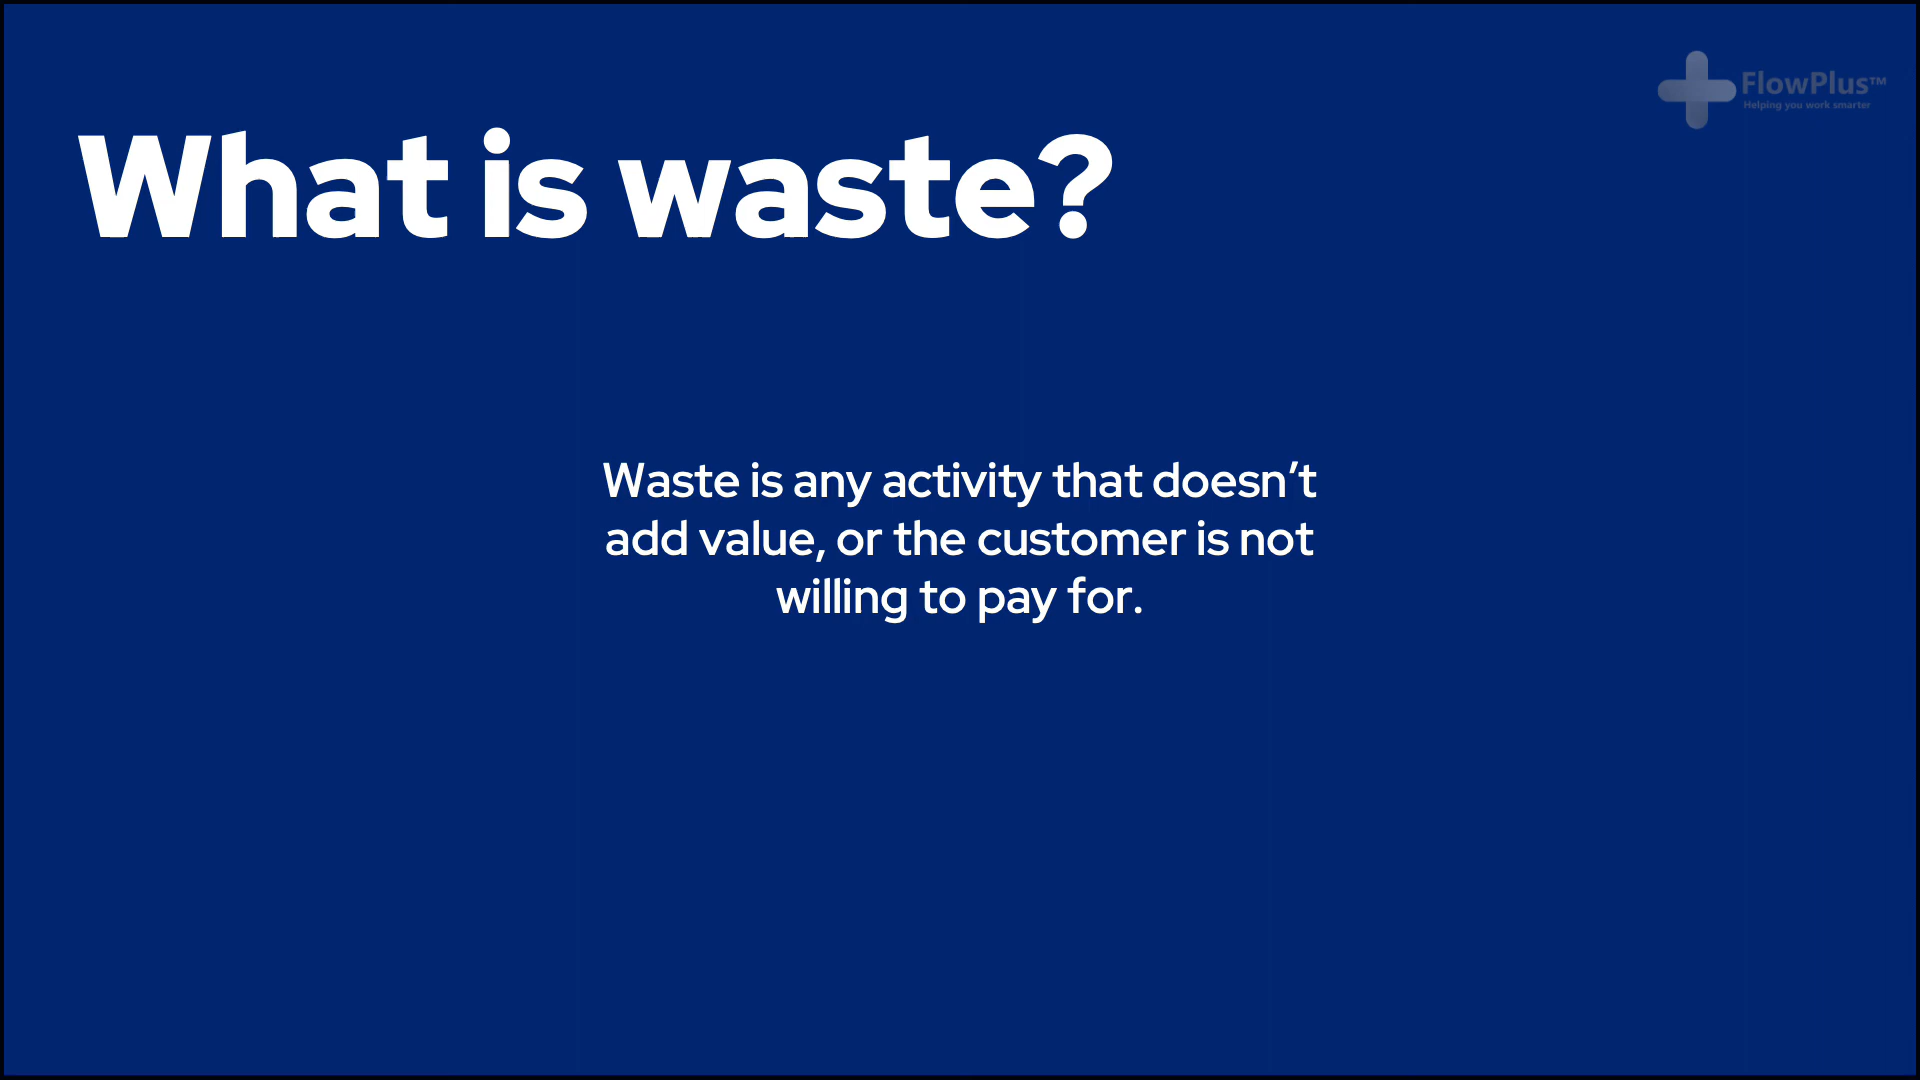 FlowPlus™
Helping you work smarter
What is waste?
Waste is any activity that doesn’t
add value, or the customer is not
willing to pay for.